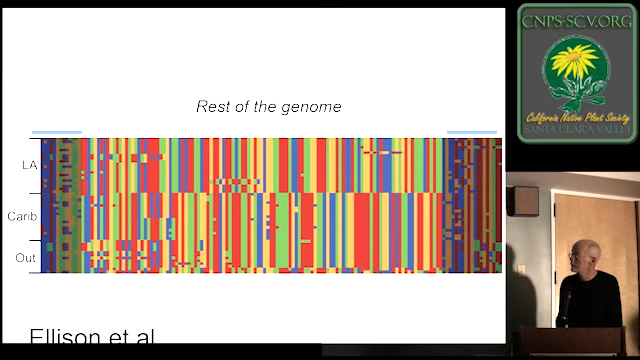 Rest of the genome
LA
Carib
Out
Ellison et al
CNPS-SCV.ORG
California Native Plant Society
SANTA CLARA VALLEY